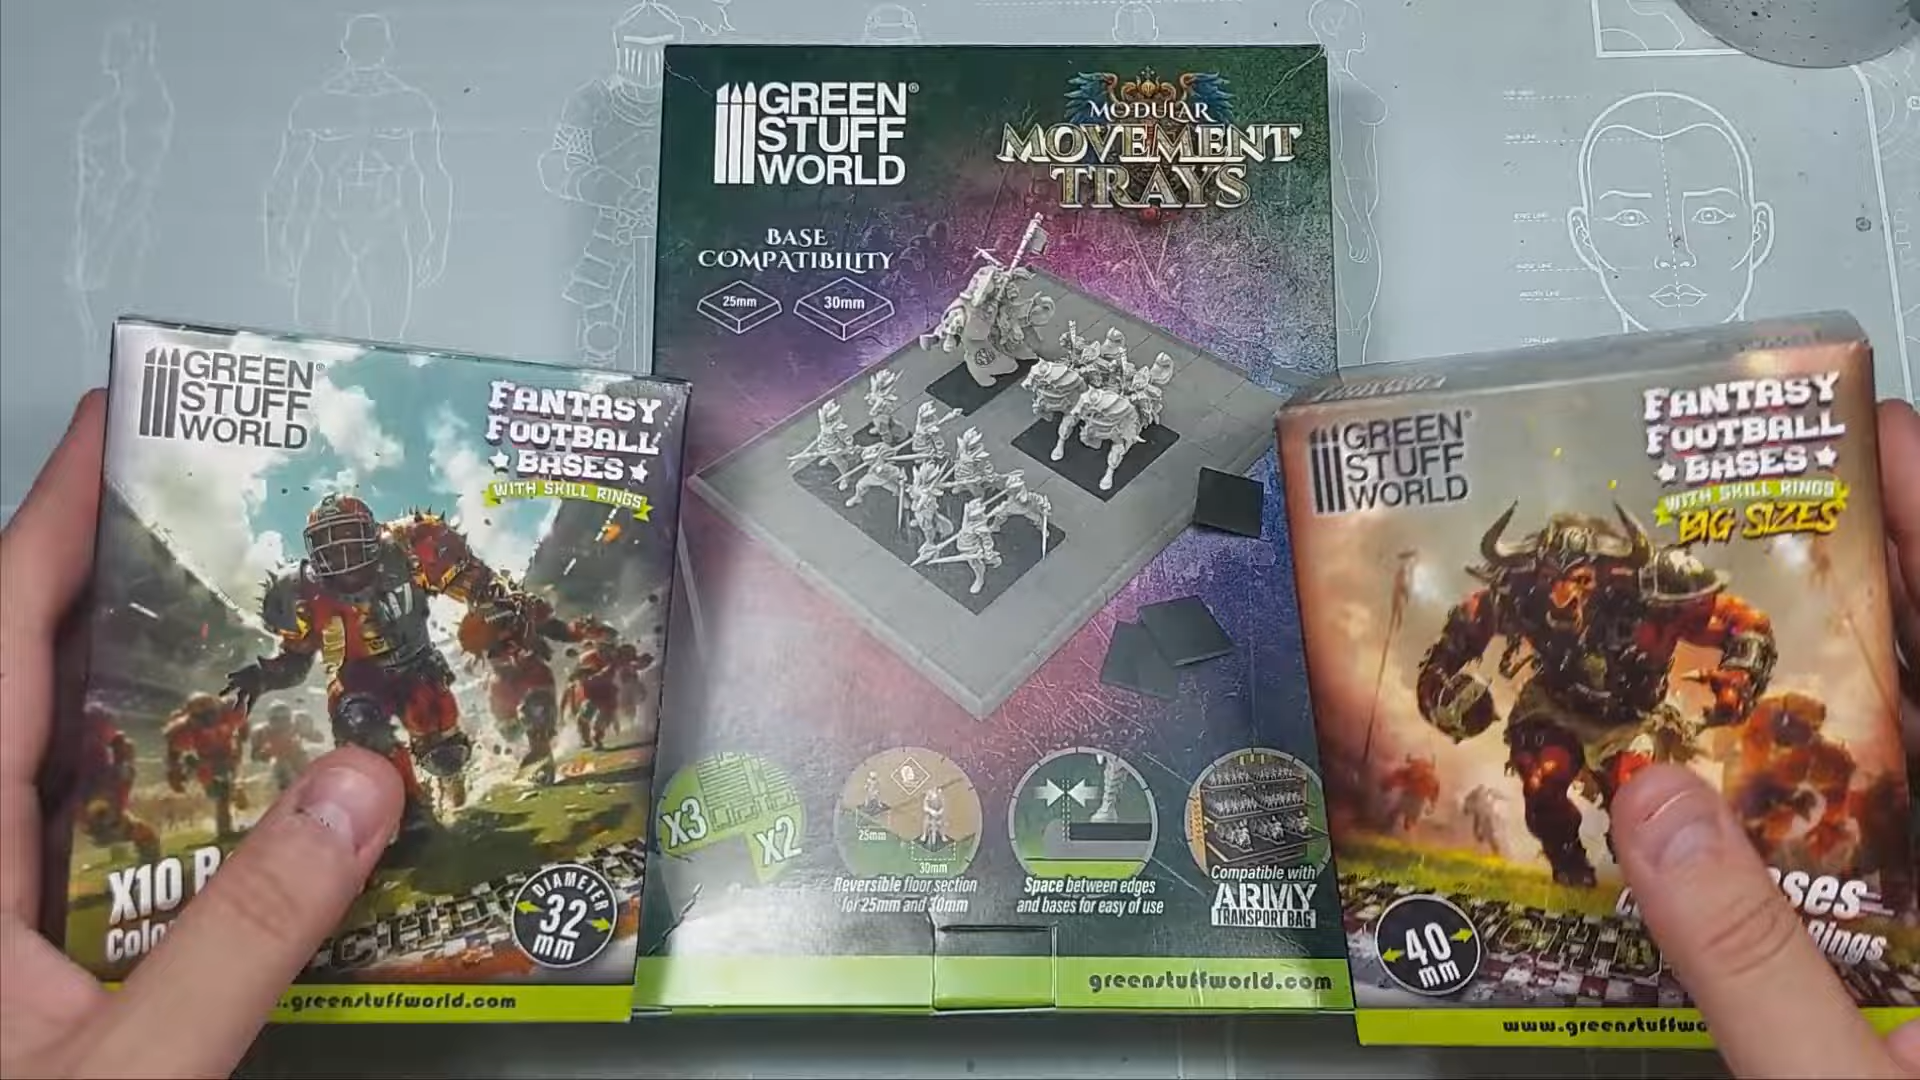 GREEN
STUFF
WORLD
MODULAR
MOVEMENT
TRAYS
BASE
COMPATIBILITY
25mm
30mm
X3
X2
25mm
30mm
Reversible floor section
for 25mm and 30mm
Space between edges
and bases for easy of use
Compatible with
ARMY
TRANSPORT BAG
greenstuffworld.com
GREEN
STUFF
WORLD
FANTASY
FOOTBALL
BASES
WITH SKILL RINGS
X10
DIAMETER
32
mm
.greenstuffworld.com
GREEN
STUFF
WORLD
FANTASY
FOOTBALL
BASES
WITH SKILL RINGS
BIG SIZES
40
mm
Rings
www.greenstuffwo